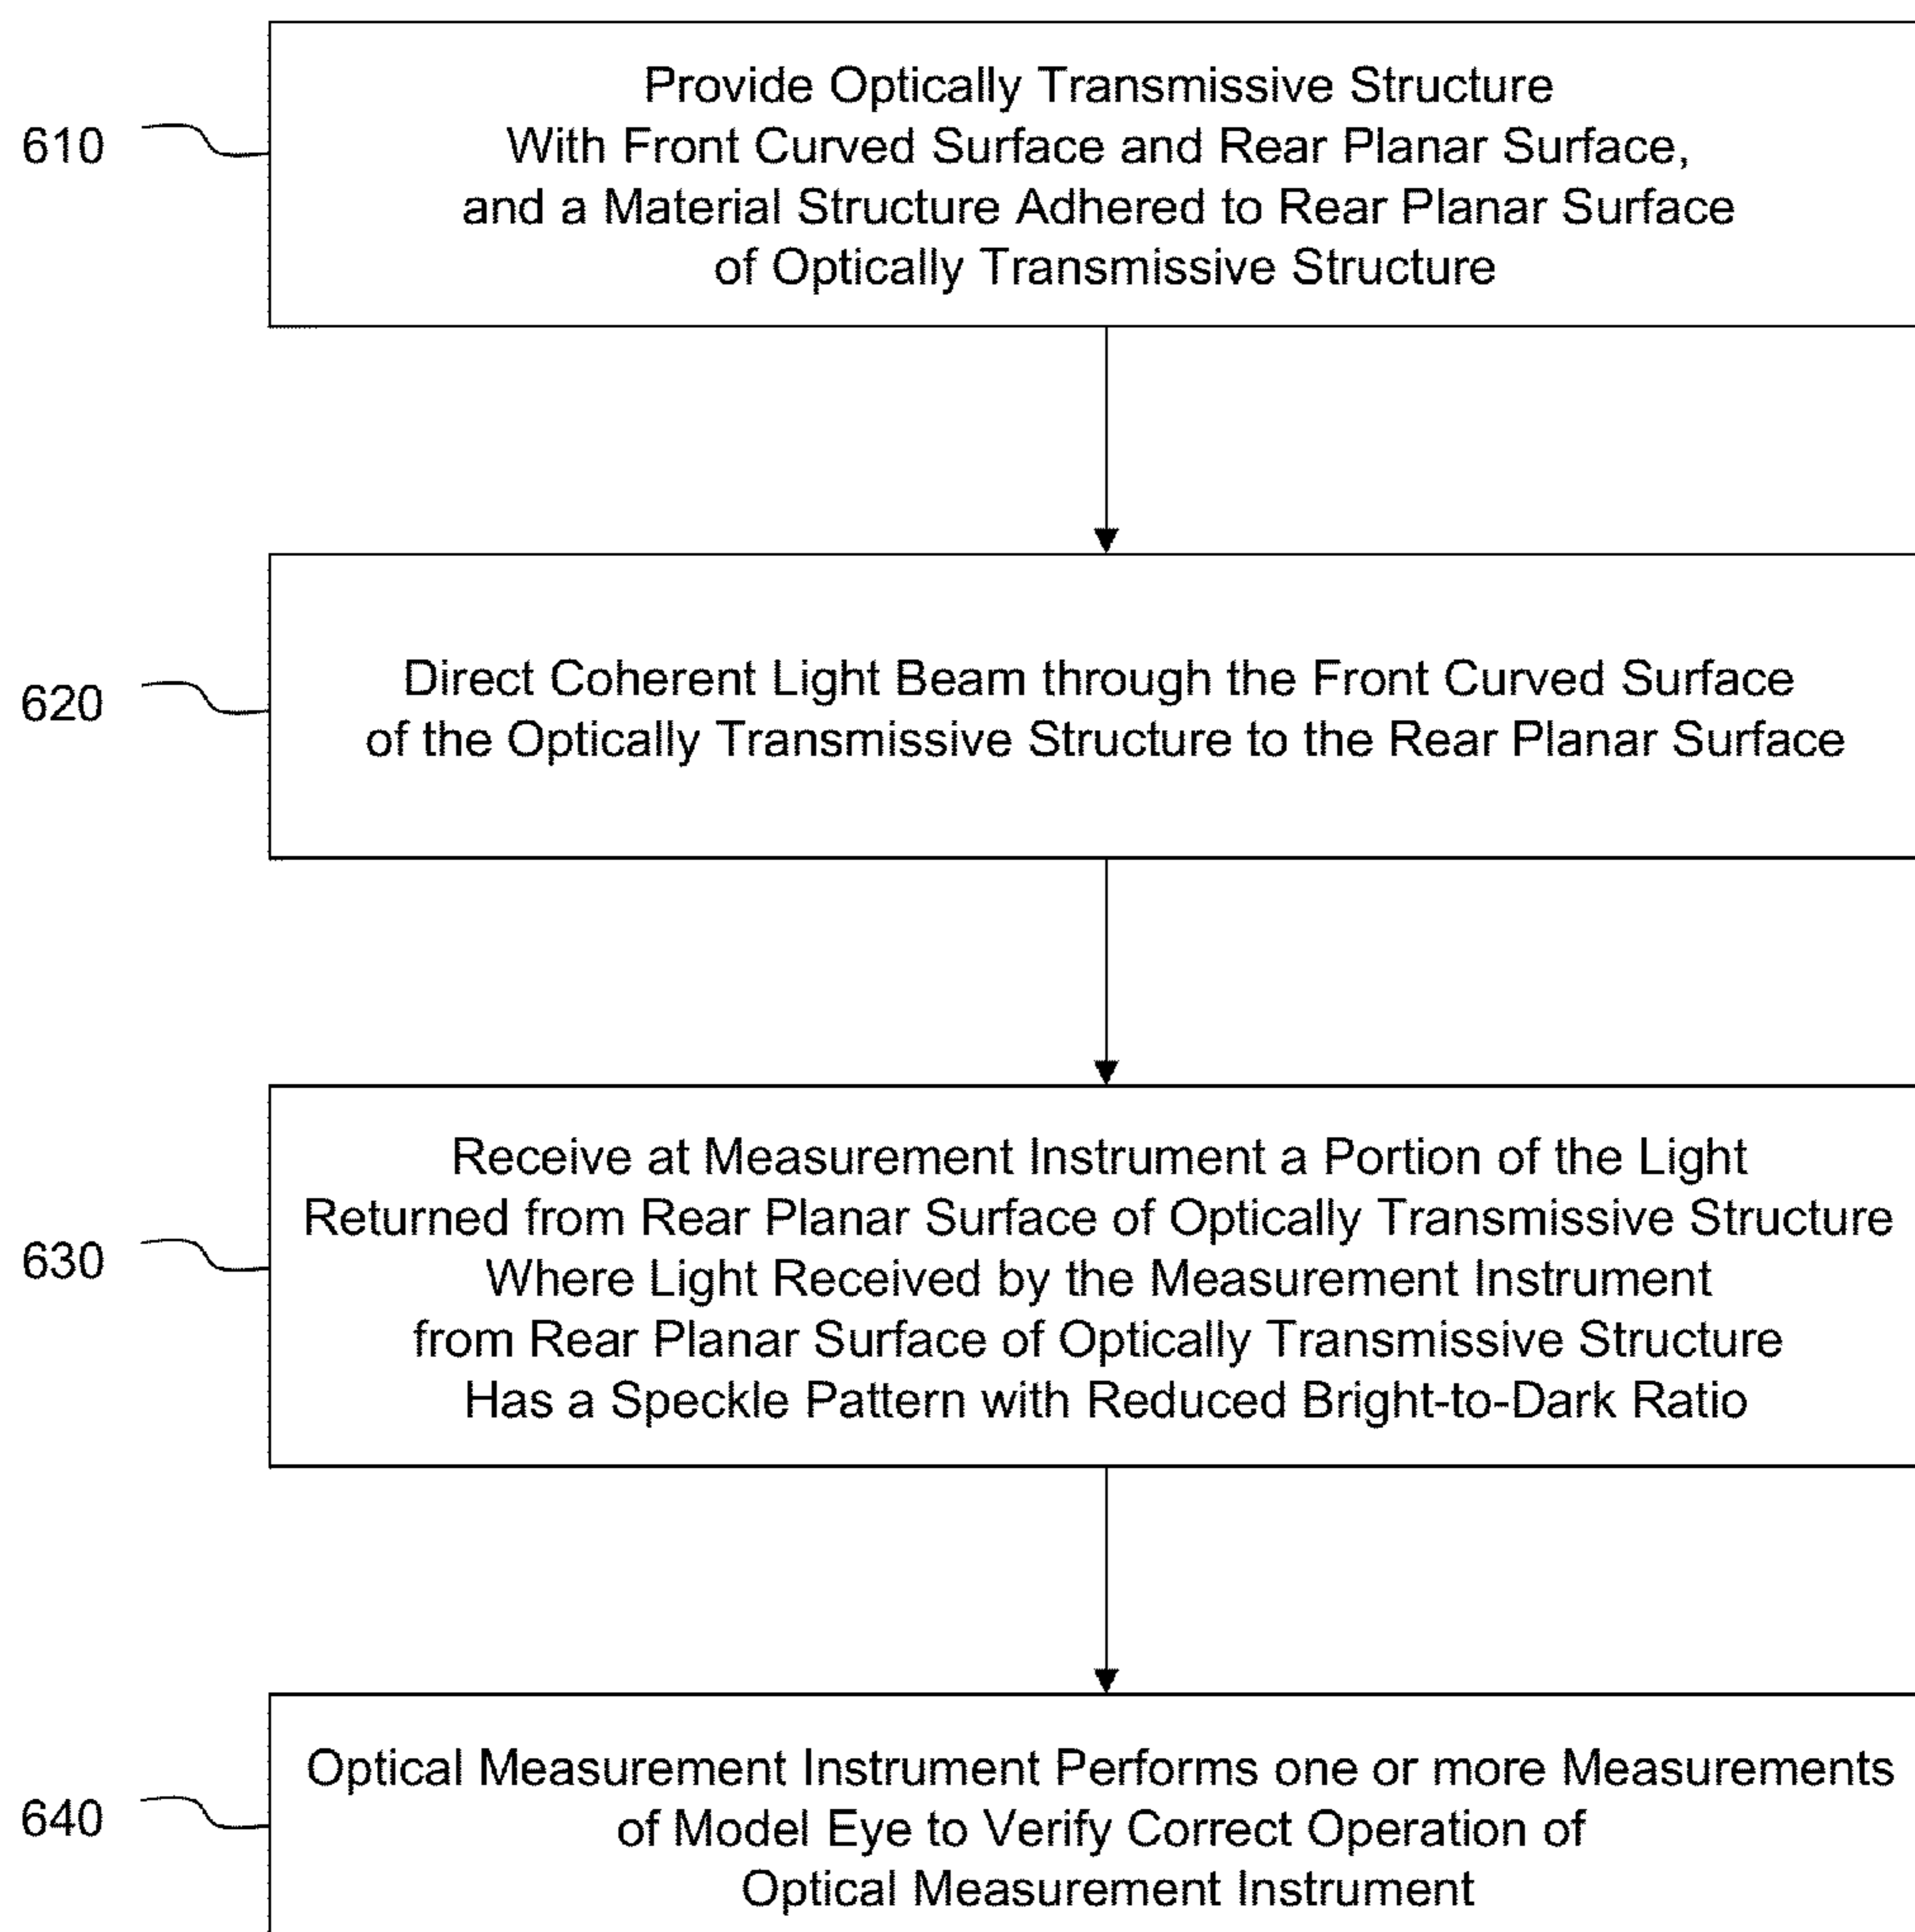 610
Provide Optically Transmissive Structure
With Front Curved Surface and Rear Planar Surface,
and a Material Structure Adhered to Rear Planar Surface
of Optically Transmissive Structure
620
Direct Coherent Light Beam through the Front Curved Surface
of the Optically Transmissive Structure to the Rear Planar Surface
630
Receive at Measurement Instrument a Portion of the Light
Returned from Rear Planar Surface of Optically Transmissive Structure
Where Light Received by the Measurement Instrument
from Rear Planar Surface of Optically Transmissive Structure
Has a Speckle Pattern with Reduced Bright-to-Dark Ratio
640
Optical Measurement Instrument Performs one or more Measurements
of Model Eye to Verify Correct Operation of
Optical Measurement Instrument